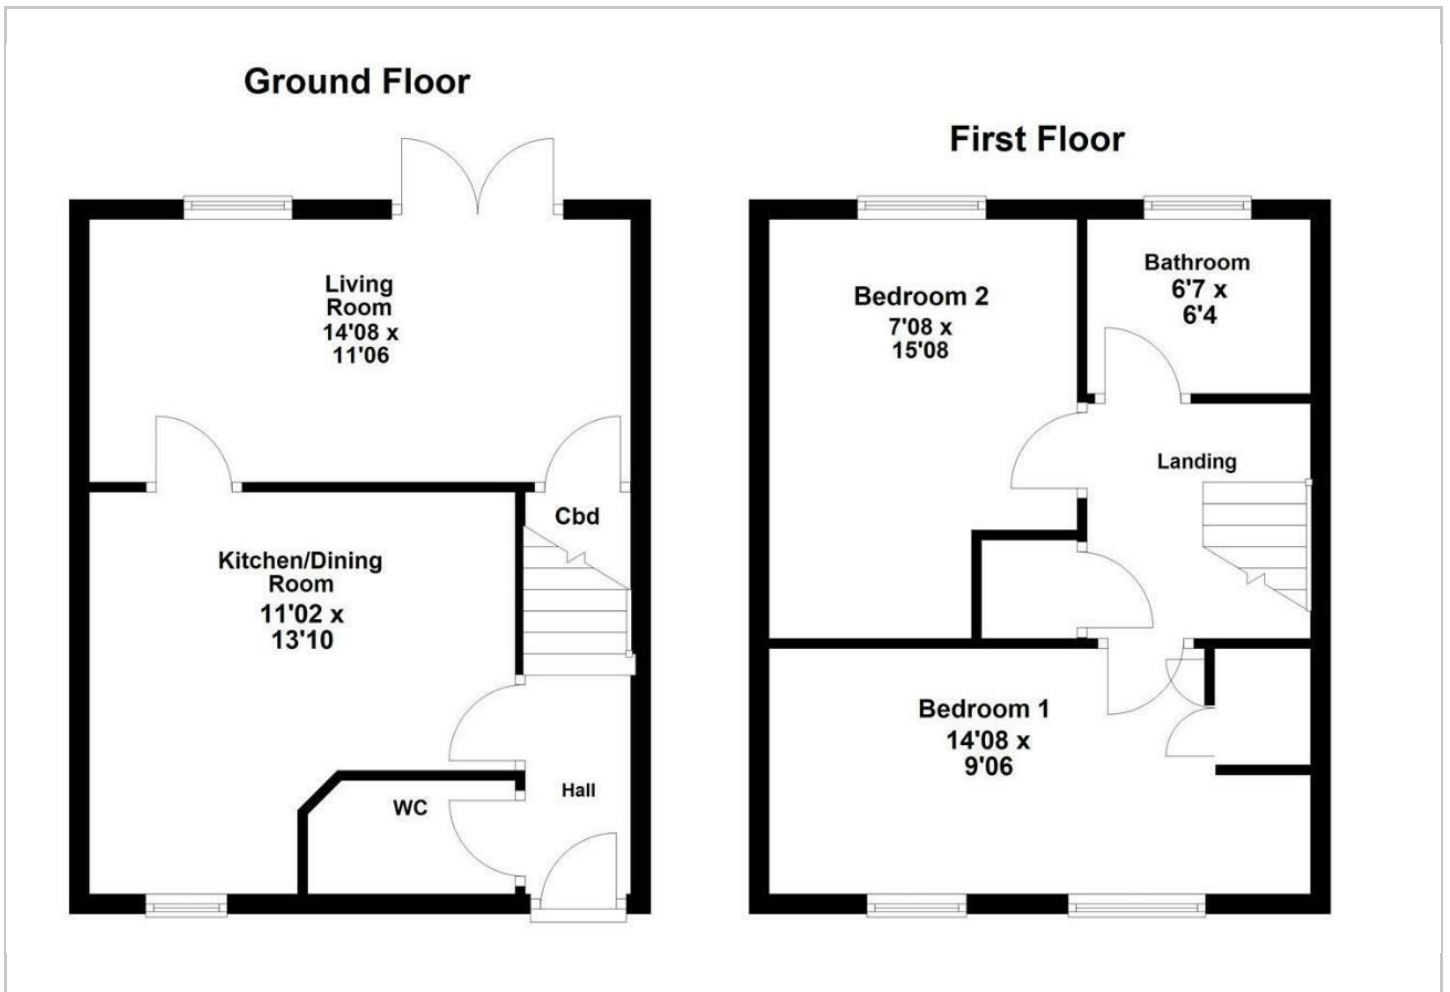 Ground Floor
Living
Room
14'08 x
11'06
Cbd
Kitchen/Dining
Room
11'02 x
13'10
WC
Hall
First Floor
Bedroom 2
7'08 x
15'08
Bathroom
6'7 x
6'4
Landing
Bedroom 1
14'08 x
9'06